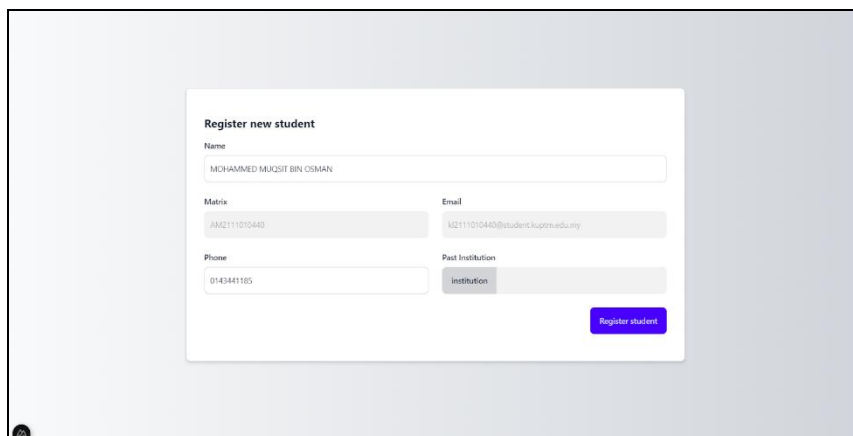 Register new student
Name
MOHAMMED MUQSIT BIN OSMAN
Matrix Email
AM2111010440 kl2111010440@student.kuptm.edu.my
Phone Past Institution
0143441185 institution
Register student